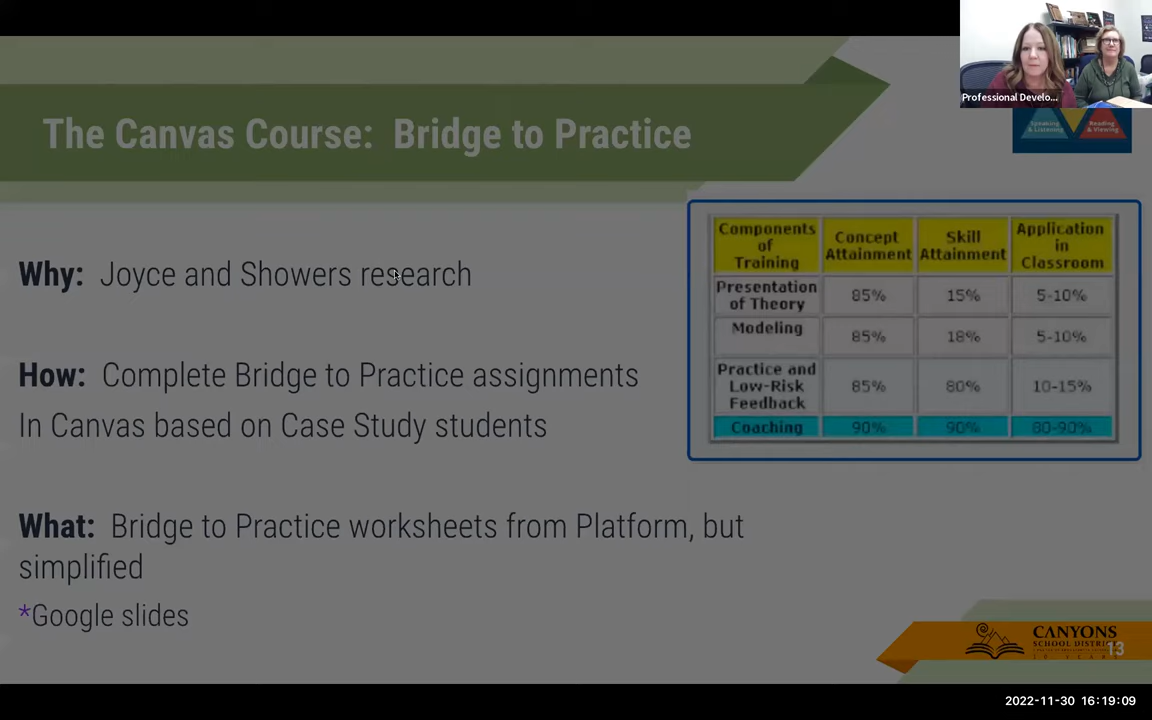 Professional Develo...
Speaking & Listening
Reading & Viewing
The Canvas Course: Bridge to Practice
Why: Joyce and Showers research
How: Complete Bridge to Practice assignments
In Canvas based on Case Study students
What: Bridge to Practice worksheets from Platform, but
simplified
*Google slides
Components of Training | Concept Attainment | Skill Attainment | Application in Classroom
Presentation of Theory | 85% | 15% | 5-10%
Modeling | 85% | 18% | 5-10%
Practice and Low-Risk Feedback | 85% | 80% | 10-15%
Coaching | 90% | 90% | 80-90%
CANYONS
SCHOOL DISTRICT
13
2022-11-30 16:19:09